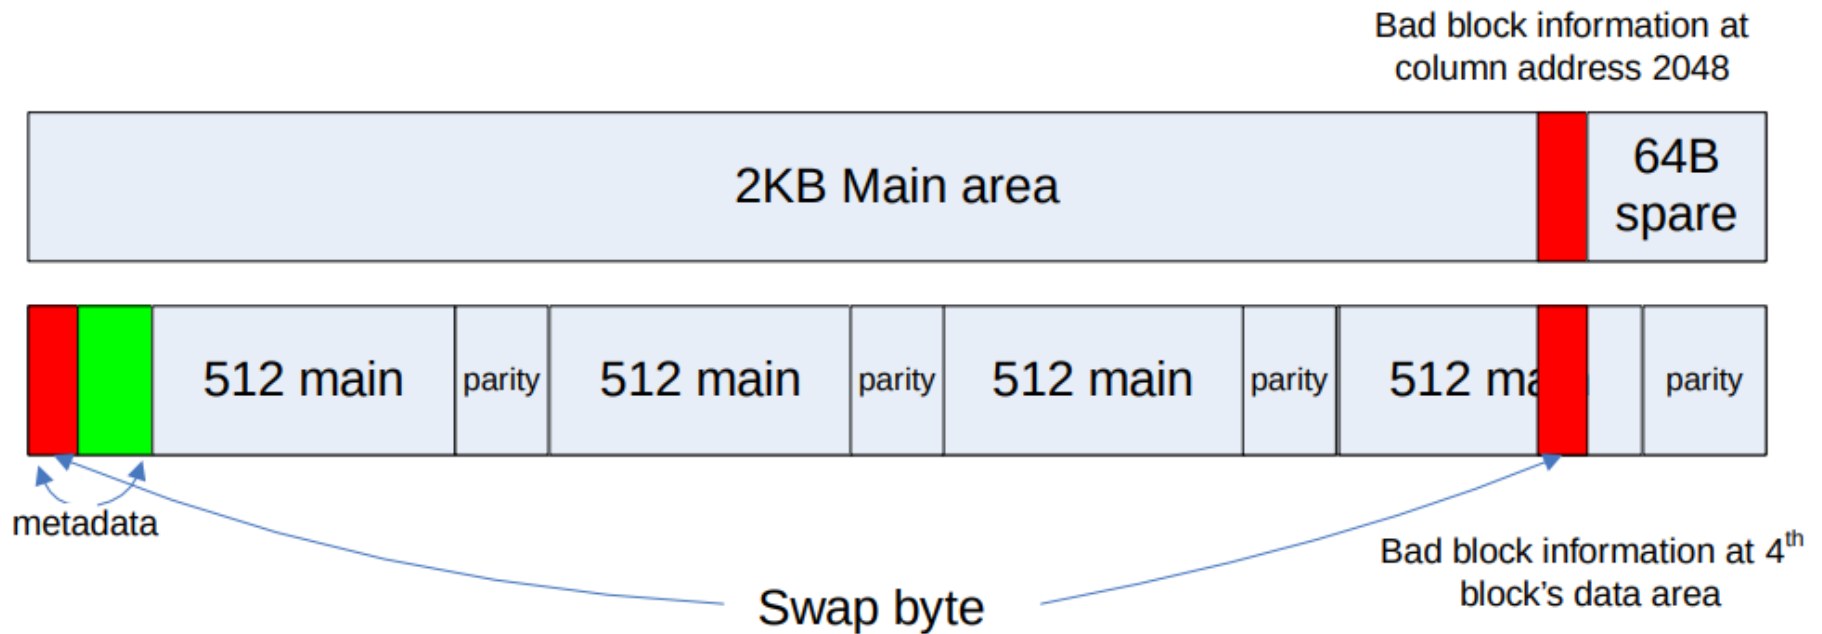 Bad block information at
column address 2048
2KB Main area
64B
spare
512 main
parity
512 main
parity
512 main
parity
512 ma
parity
metadata
Bad block information at 4th
block's data area
Swap byte